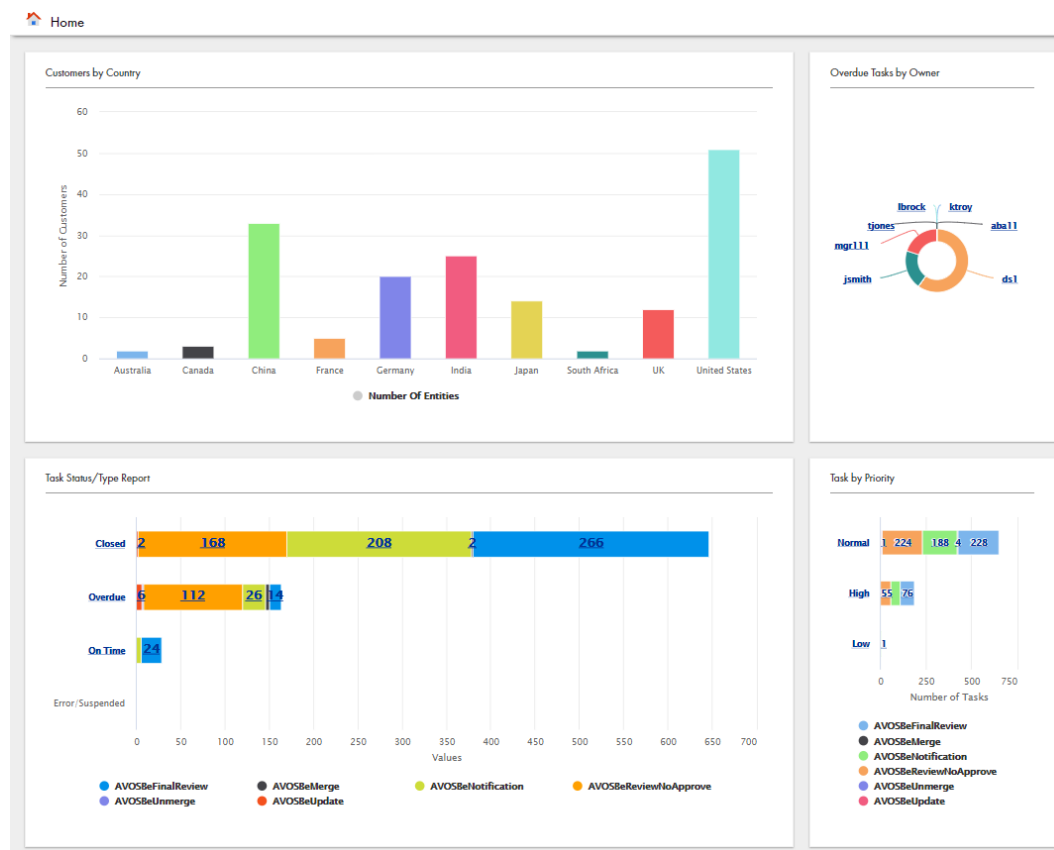 Home
Customers by Country
60
50
40
30
20
10
0
Number of Customers
Australia Canada China France Germany India Japan South Africa UK United States
Number Of Entities
Overdue Tasks by Owner
lbrock ktroy
tjones aba11
mgr111
jsmith ds1
Task Status/Type Report
Closed 2 168 208 2 266
Overdue 6 112 26 14
On Time 24
Error/Suspended
0 50 100 150 200 250 300 350 400 450 500 550 600 650 700
Values
AVOSBeFinalReview AVOSBeMerge AVOSBeNotification AVOSBeReviewNoApprove
AVOSBeUnmerge AVOSBeUpdate
Task by Priority
Normal 1 224 188 4 228
High 55 76
Low 1
0 250 500 750
Number of Tasks
AVOSBeFinalReview
AVOSBeMerge
AVOSBeNotification
AVOSBeReviewNoApprove
AVOSBeUnmerge
AVOSBeUpdate